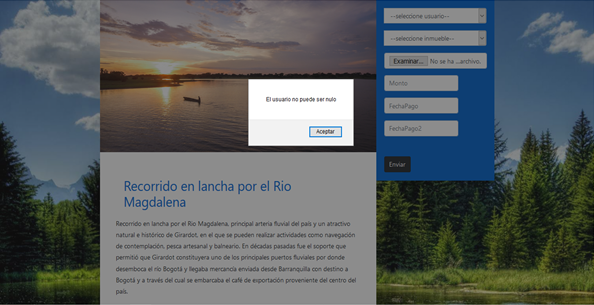 --seleccione usuario--
--seleccione inmueble--
Examinar... No se ha ...archivo.
Monto
FechaPago
FechaPago2
Enviar
El usuario no puede ser nulo
Aceptar
Recorrido en lancha por el Rio
Magdalena
Recorrido en lancha por el Río Magdalena, principal arteria fluvial del país y un atractivo
natural e histórico de Girardot, en el que se pueden realizar actividades como navegación
de contemplación, pesca artesanal y balneario. En décadas pasadas fue el soporte que
permitió que Girardot constituyera uno de los principales puertos fluviales por donde
desemboca el río Bogotá y llegaba mercancía enviada desde Barranquilla con destino a
Bogotá y a través del cual se embarcaba el café de exportación proveniente del centro del
país.